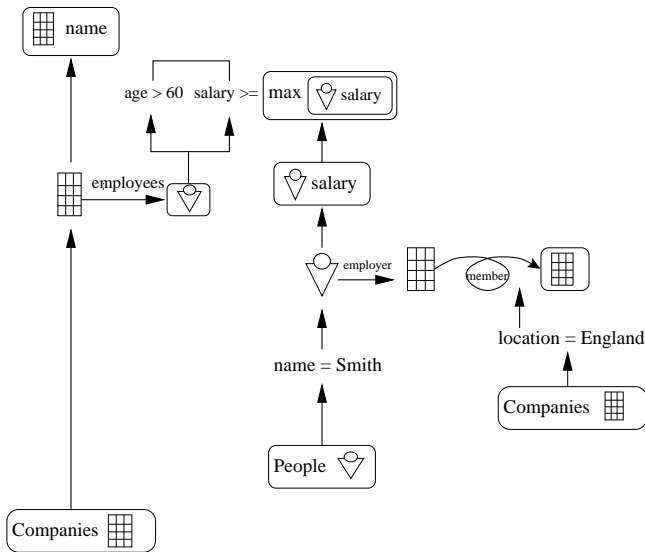 name
age > 60 salary >= max salary
employees
salary
employer
member
location = England
name = Smith
Companies
People
Companies